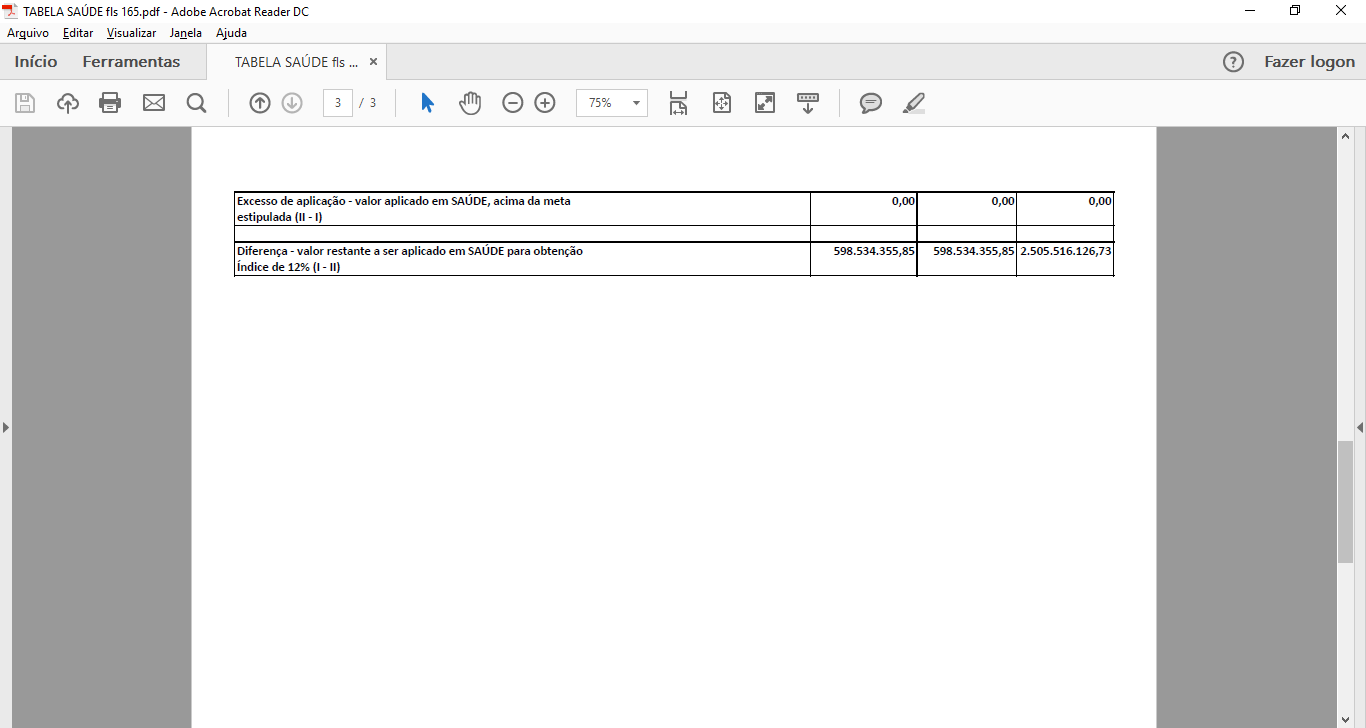 TABELA SAÚDE fls 165.pdf - Adobe Acrobat Reader DC
Arquivo Editar Visualizar Janela Ajuda
Início Ferramentas TABELA SAÚDE fls ... × ? Fazer logon
3 / 3 75%
Excesso de aplicação - valor aplicado em SAÚDE, acima da meta 0,00 0,00 0,00
estipulada (II - I)
Diferença - valor restante a ser aplicado em SAÚDE para obtenção 598.534.355,85 598.534.355,85 2.505.516.126,73
Índice de 12% (I - II)